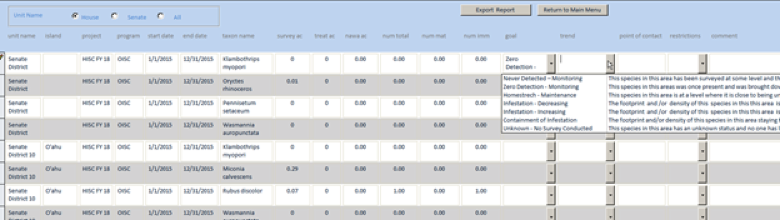 Export Report Return to Main Menu
Unit Name House Senate All
unit name island project program start date end date taxon name survey ac treat ac nawa ac num total num mat num imm goal trend point of contact restrictions comment
Senate District HISC FY 18 OISC 1/1/2015 12/31/2015 Klambothrips myopori 0 0 0 0.00 0.00 0.00 Zero Detection -
Never Detected - Monitoring This species in this area has been surveyed at some level and th
Zero Detection - Monitoring This species in this areas was once present and was brought dow
Homestretch - Maintenance This species in this area is at a level where it is close to being un
Infestation - Decreasing The footprint and /or density of this species in this area
Infestation - Increasing The footprint and /or density of this species in this area
Containment of Infestation The footprint and/or density of this species in this area staying
Unknown - No Survey Conducted This species in this area has an unknown status and no one has
Senate District HISC FY 18 OISC 1/1/2015 12/31/2015 Oryctes rhinoceros 0.01 0 0 0.00 0.00 0.00
Senate District HISC FY 18 OISC 1/1/2015 12/31/2015 Pennisetum setaceum 0 0 0 0.00 0.00 0.00
Senate District HISC FY 18 OISC 1/1/2015 12/31/2015 Wasmannia auropunctata 0 0 0 0.00 0.00 0.00
Senate District 10 O'ahu HISC FY 18 OISC 1/1/2015 12/31/2015 Klambothrips myopori 0 0 0 0.00 0.00 0.00
Senate District 10 O'ahu HISC FY 18 OISC 1/1/2015 12/31/2015 Miconia calvescens 0.29 0 0 0.00 0.00 0.00
Senate District 10 O'ahu HISC FY 18 OISC 1/1/2015 12/31/2015 Rubus discolor 0.07 0 0 1.00 0.00 1.00
Senate O'ahu HISC FY 18 OISC 1/1/2015 12/31/2015 Wasmannia 0 0 0 0.00 0.00 0.00